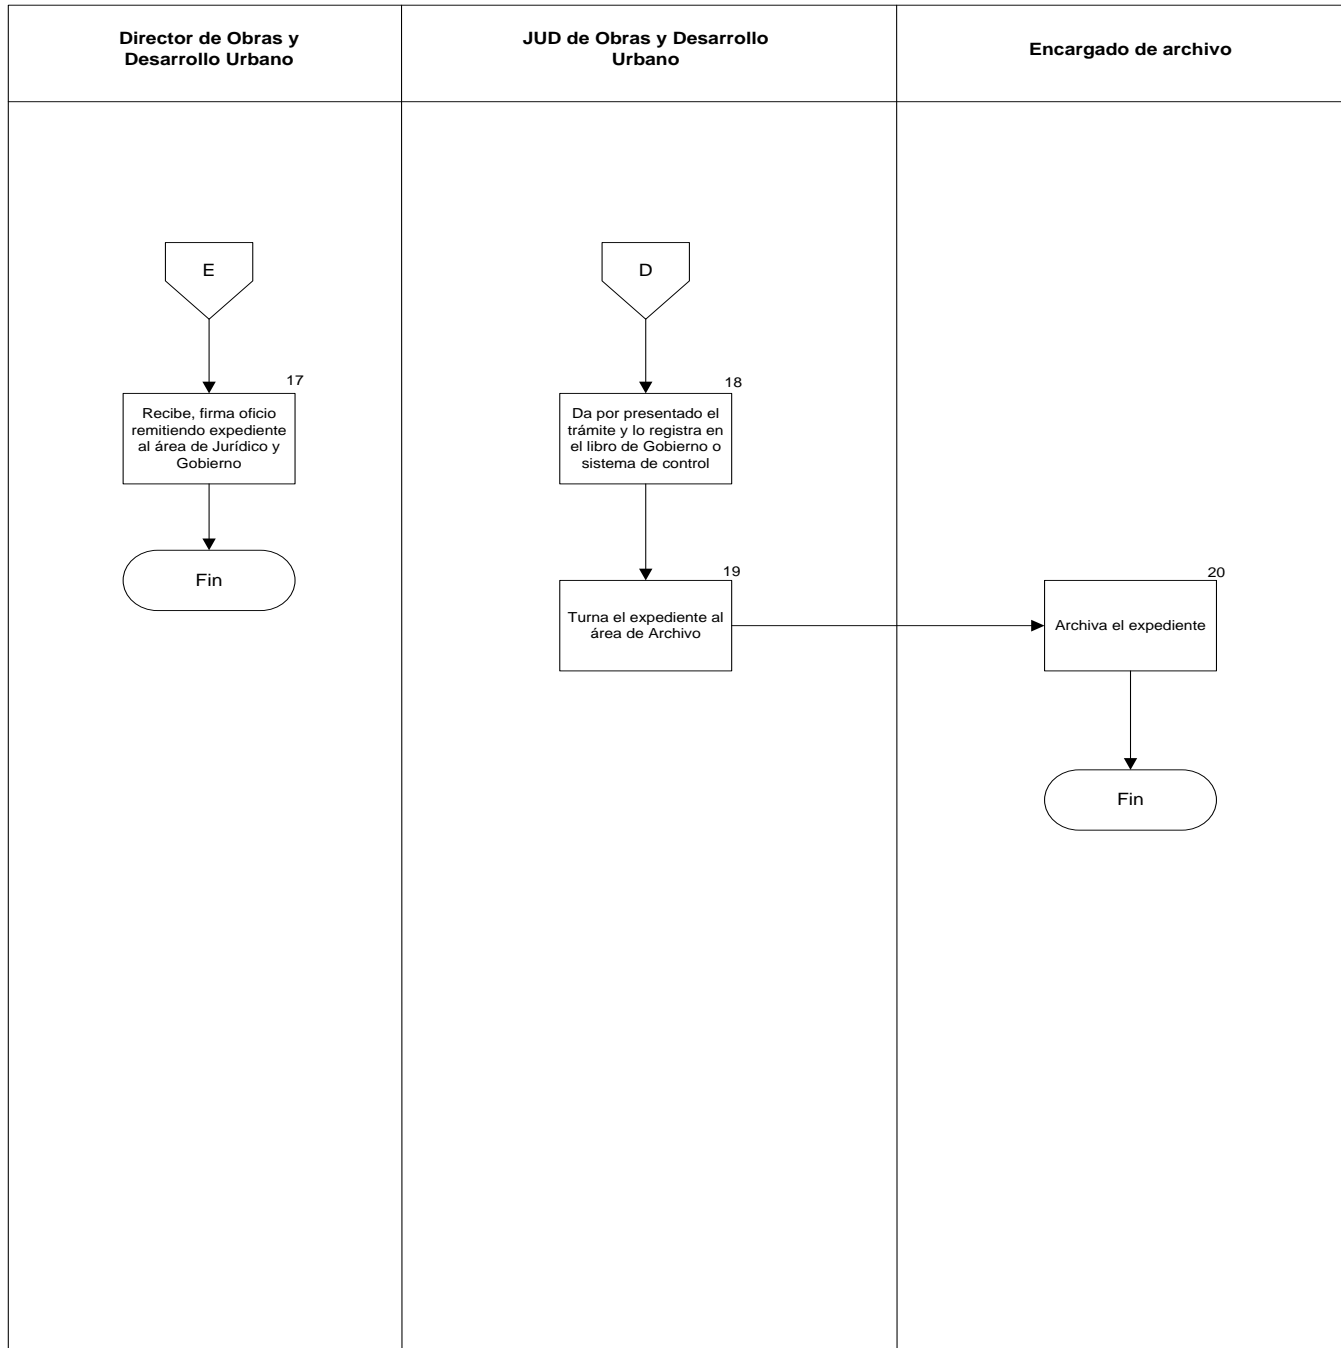 Director de Obras y
Desarrollo Urbano
JUD de Obras y Desarrollo
Urbano
Encargado de archivo
E
17
Recibe, firma oficio
remitiendo expediente
al área de Jurídico y
Gobierno
Fin
D
18
Da por presentado el
trámite y lo registra en
el libro de Gobierno o
sistema de control
19
Turna el expediente al
área de Archivo
20
Archiva el expediente
Fin